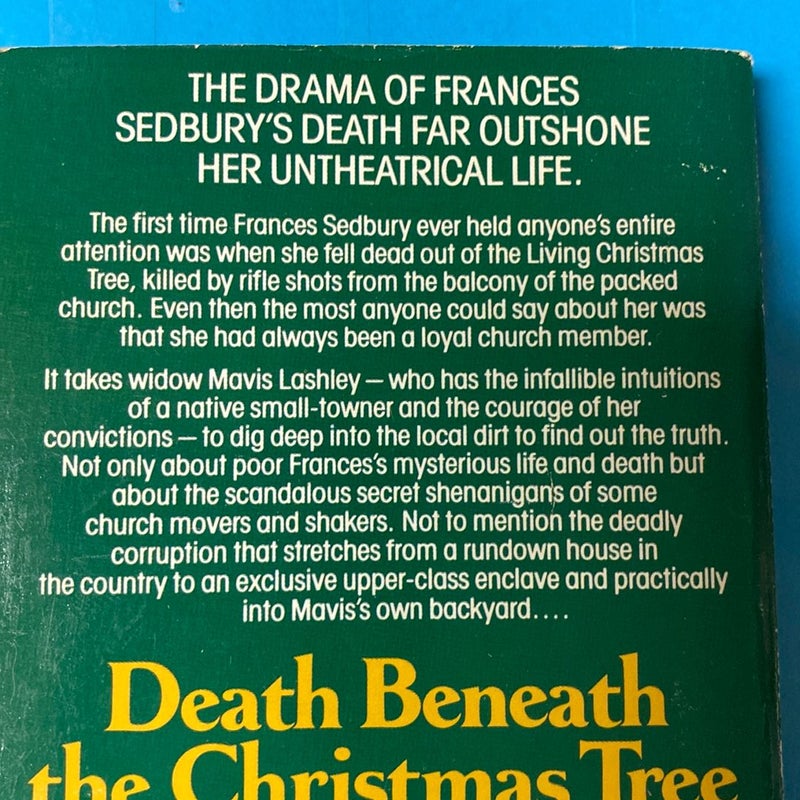 THE DRAMA OF FRANCES
SEDBURY'S DEATH FAR OUTSHONE
HER UNTHEATRICAL LIFE.
The first time Frances Sedbury ever held anyone's entire
attention was when she fell dead out of the Living Christmas
Tree, killed by rifle shots from the balcony of the packed
church. Even then the most anyone could say about her was
that she had always been a loyal church member.
It takes widow Mavis Lashley — who has the infallible intuitions
of a native small-towner and the courage of her
convictions — to dig deep into the local dirt to find out the truth.
Not only about poor Frances's mysterious life and death but
about the scandalous secret shenanigans of some
church movers and shakers. Not to mention the deadly
corruption that stretches from a rundown house in
the country to an exclusive upper-class enclave and practically
into Mavis's own backyard....
Death Beneath
the Christmas Tree